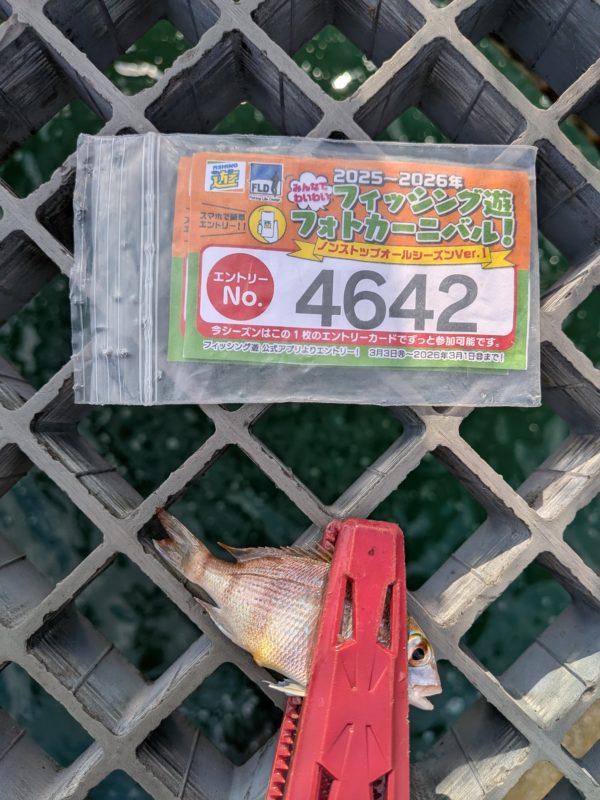 FISHING
遊
FLD
Fishing Life Design
2025〜2026年
みんなで
わいわい
フィッシング遊
フォトカーニバル!
スマホで簡単
エントリー!!
ノンストップオールシーズンVer.!
エントリー
No.
4642
今シーズンはこの1枚のエントリーカードでずっと参加可能です。
フィッシング遊 公式アプリよりエントリー! 3月3日㊊〜2026年3月1日㊐まで!